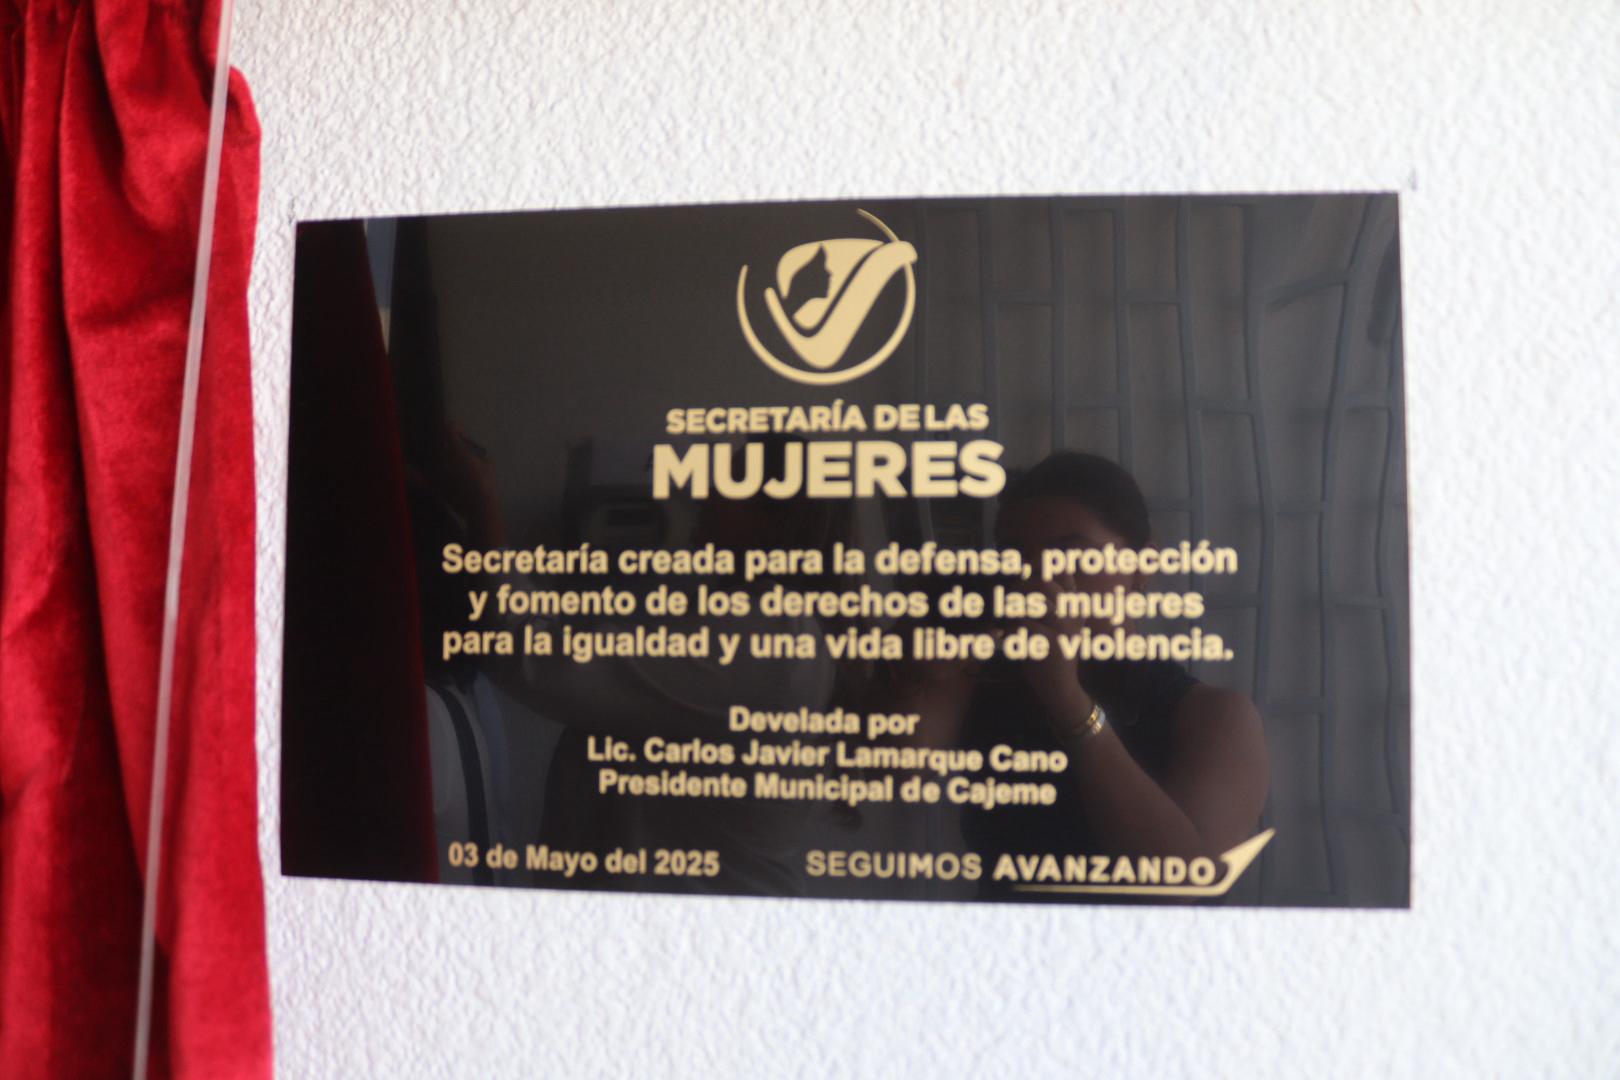 SECRETARÍA DE LAS
MUJERES
Secretaría creada para la defensa, protección
y fomento de los derechos de las mujeres
para la igualdad y una vida libre de violencia.
Develada por
Lic. Carlos Javier Lamarque Cano
Presidente Municipal de Cajeme
03 de Mayo del 2025
SEGUIMOS AVANZANDO